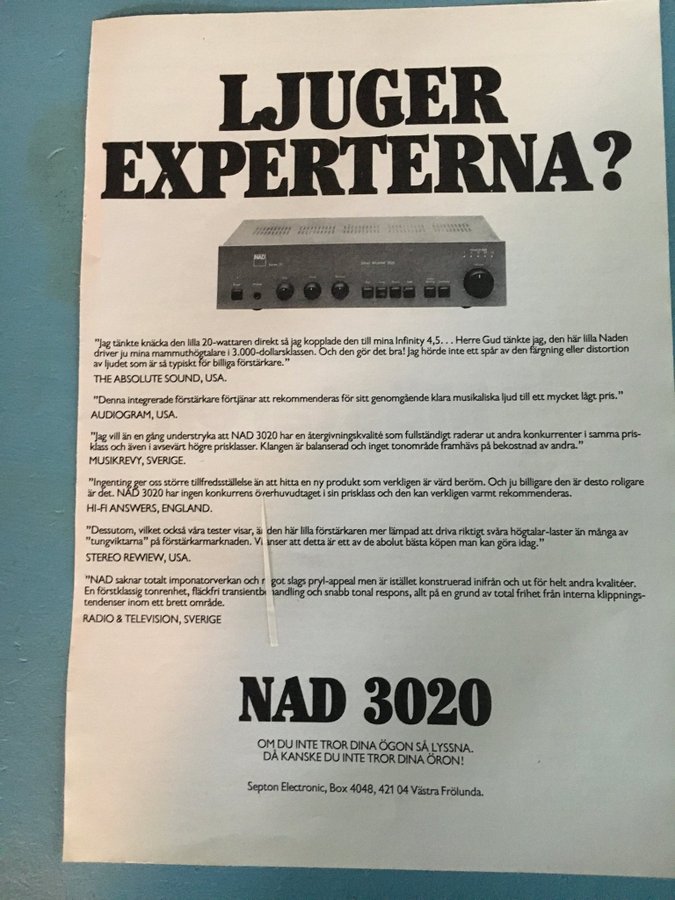 LJUGER
EXPERTERNA?
NAD
"Jag tänkte knäcka den lilla 20-wattaren direkt så jag kopplade den till mina Infinity 4,5. . . Herre Gud tänkte jag, den här lilla Naden
driver ju mina mammuthögtalare i 3.000-dollarsklassen. Och den gör det bra! Jag hörde inte ett spår av den färgning eller distortion
av ljudet som är så typiskt för billiga förstärkare."
THE ABSOLUTE SOUND, USA.
"Denna integrerade förstärkare förtjänar att rekommenderas för sitt genomgående klara musikaliska ljud till ett mycket lågt pris."
AUDIOGRAM, USA.
"Jag vill än en gång understryka att NAD 3020 har en återgivningskvalité som fullständigt raderar ut andra konkurrenter i samma pris-
klass och även i avsevärt högre prisklasser. Klangen är balanserad och inget tonområde framhävs på bekostnad av andra."
MUSIKREVY, SVERIGE.
"Ingenting ger oss större tillfredsställelse än att hitta en ny produkt som verkligen är värd beröm. Och ju billigare den är desto roligare
är det. NAD 3020 har ingen konkurrens överhuvudtaget i sin prisklass och den kan verkligen varmt rekommenderas.
HI-FI ANSWERS, ENGLAND.
"Dessutom, vilket också våra tester visar, är den här lilla förstärkaren mer lämpad att driva riktigt svåra högtalar-laster än många av
"tungviktarna" på förstärkarmarknaden. Vi anser att detta är ett av de abolut bästa köpen man kan göra idag."
STEREO REWIEW, USA.
"NAD saknar totalt imponatorverkan och något slags pryl-appeal men är istället konstruerad inifrån och ut för helt andra kvalitéer.
En förstklassig tonrenhet, fläckfri transientbehandling och snabb tonal respons, allt på en grund av total frihet från interna klippnings-
tendenser inom ett brett område.
RADIO & TELEVISION, SVERIGE
NAD 3020
OM DU INTE TROR DINA ÖGON SÅ LYSSNA.
DÅ KANSKE DU INTE TROR DINA ÖRON!
Septon Electronic, Box 4048, 421 04 Västra Frölunda.